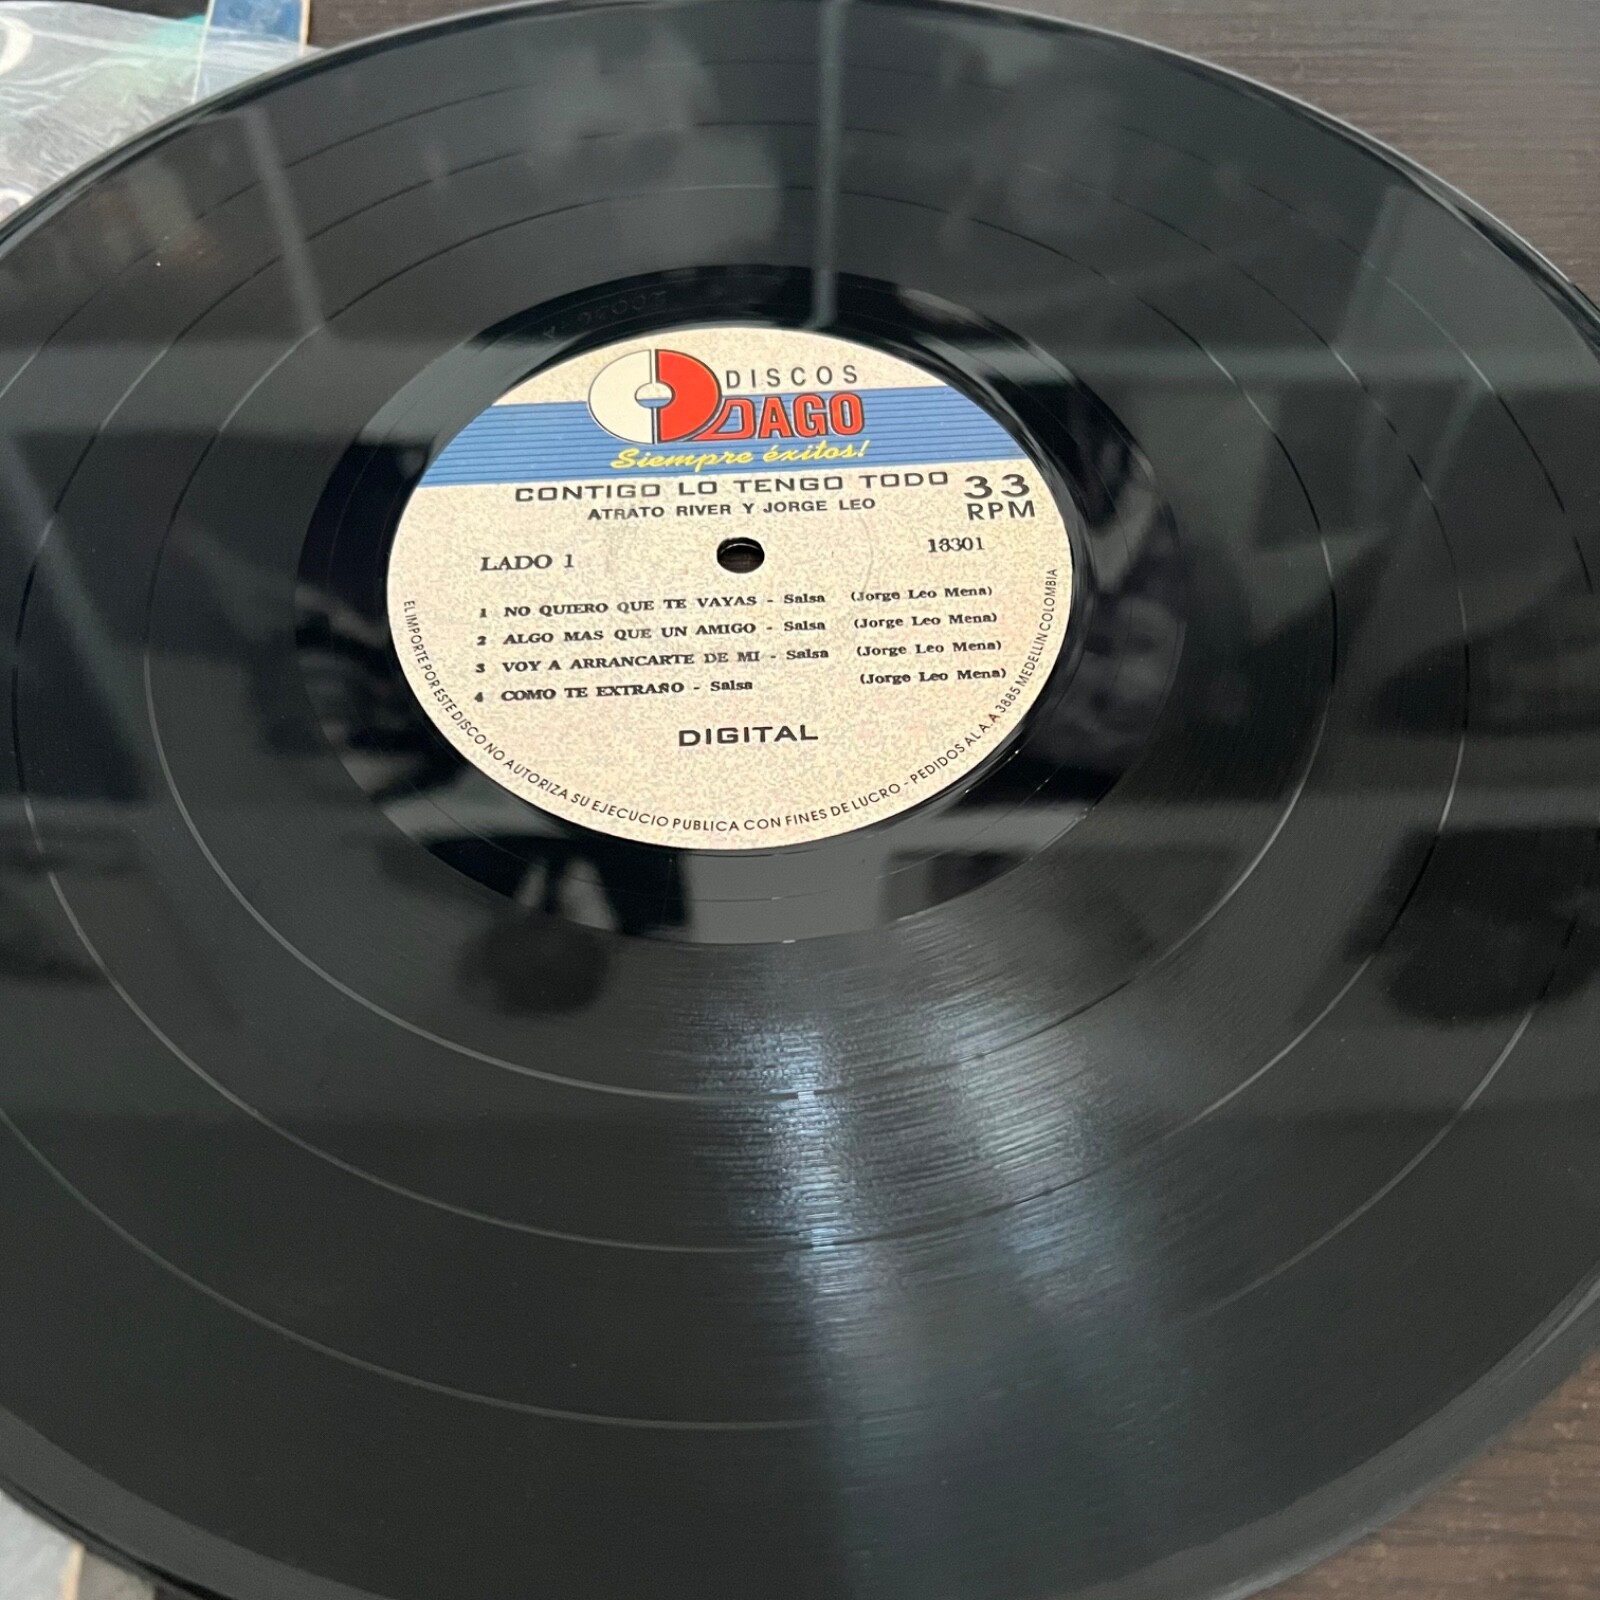 DISCOS
DAGO
Siempre éxitos!
CONTIGO LO TENGO TODO
ATRATO RIVER Y JORGE LEO
33
RPM
LADO 1
18301
1 NO QUIERO QUE TE VAYAS - Salsa (Jorge Leo Mena)
2 ALGO MAS QUE UN AMIGO - Salsa (Jorge Leo Mena)
3 VOY A ARRANCARTE DE MI - Salsa (Jorge Leo Mena)
4 COMO TE EXTRAÑO - Salsa (Jorge Leo Mena)
DIGITAL
EL IMPORTE POR ESTE DISCO NO AUTORIZA SU EJECUCIO PUBLICA CON FINES DE LUCRO - PEDIDOS AL A.A 3885 MEDELLIN COLOMBIA